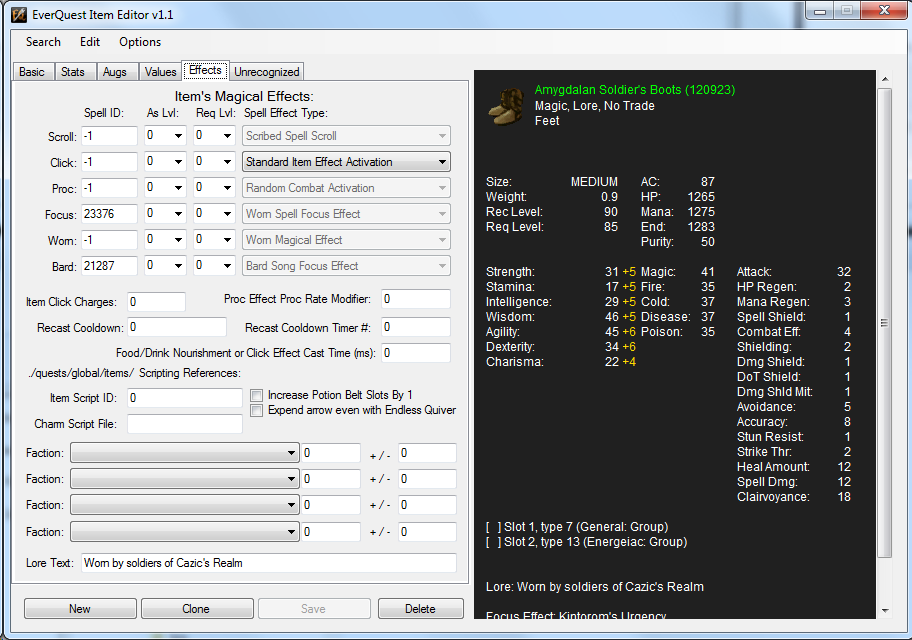 EverQuest Item Editor v1.1
Search Edit Options
Basic Stats Augs Values Effects Unrecognized
Item's Magical Effects:
Spell ID: As Lvl: Req Lvl: Spell Effect Type:
Scroll: -1 0 0 Scribed Spell Scroll
Click: -1 0 0 Standard Item Effect Activation
Proc: -1 0 0 Random Combat Activation
Focus: 23376 0 0 Worn Spell Focus Effect
Worn: -1 0 0 Worn Magical Effect
Bard: 21287 0 0 Bard Song Focus Effect
Item Click Charges: 0 Proc Effect Proc Rate Modifier: 0
Recast Cooldown: 0 Recast Cooldown Timer #: 0
Food/Drink Nourishment or Click Effect Cast Time (ms): 0
./quests/global/items/ Scripting References:
Item Script ID: 0 Increase Potion Belt Slots By 1
Expend arrow even with Endless Quiver
Charm Script File:
Faction: 0 +/- 0
Faction: 0 +/- 0
Faction: 0 +/- 0
Faction: 0 +/- 0
Lore Text: Worn by soldiers of Cazic's Realm
New Clone Save Delete
Amygdalan Soldier's Boots (120923)
Magic, Lore, No Trade
Feet
Size: MEDIUM AC: 87
Weight: 0.9 HP: 1265
Rec Level: 90 Mana: 1275
Req Level: 85 End: 1283
Purity: 50
Strength: 31 +5 Magic: 41 Attack: 32
Stamina: 17 +5 Fire: 35 HP Regen: 2
Intelligence: 29 +5 Cold: 37 Mana Regen: 3
Wisdom: 46 +5 Disease: 37 Spell Shield: 1
Agility: 45 +6 Poison: 35 Combat Eff: 4
Dexterity: 34 +6 Shielding: 2
Charisma: 22 +4 Dmg Shield: 1
DoT Shield: 1
Dmg Shld Mit: 1
Avoidance: 5
Accuracy: 8
Stun Resist: 1
Strike Thr: 2
Heal Amount: 12
Spell Dmg: 12
Clairvoyance: 18
[ ] Slot 1, type 7 (General: Group)
[ ] Slot 2, type 13 (Energeiac: Group)
Lore: Worn by soldiers of Cazic's Realm
Focus Effect: Kintorom's Urgency